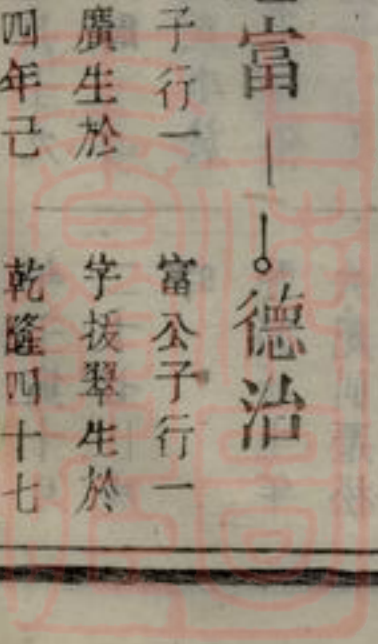 富
德治
子行一
富公子行一
廣生於
字拔翠生於
四年己
乾隆四十七